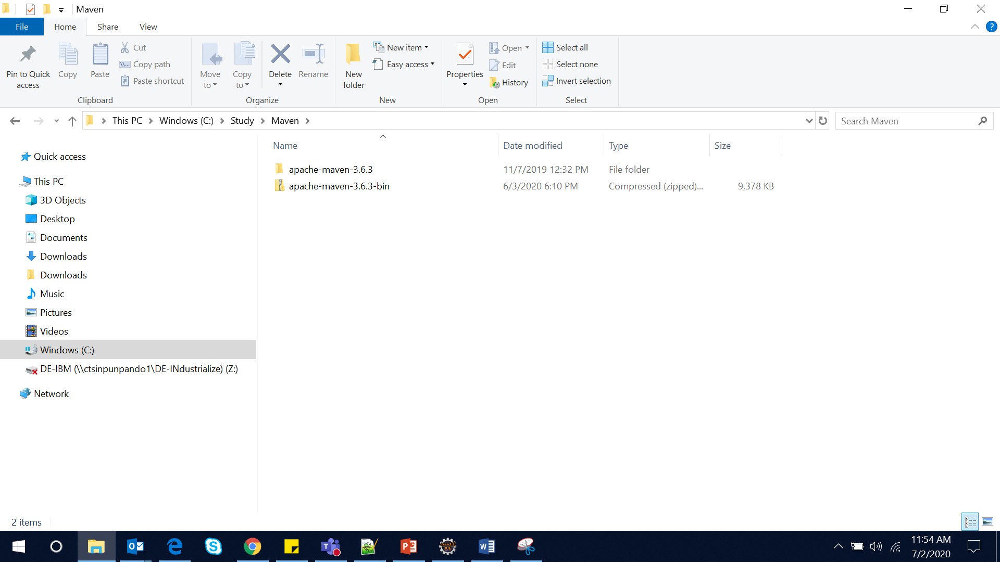 Maven
File
Home
Share
View
Pin to Quick
access
Copy
Paste
Cut
Copy path
Paste shortcut
Clipboard
Move
to
Copy
to
Delete
Rename
Organize
New
folder
New item
Easy access
New
Properties
Open
Edit
History
Open
Select all
Select none
Invert selection
Select
This PC
Windows (C:)
Study
Maven
Search Maven
Name
Date modified
Type
Size
apache-maven-3.6.3
11/7/2019 12:32 PM
File folder
apache-maven-3.6.3-bin
6/3/2020 6:10 PM
Compressed (zipped)...
9,378 KB
Quick access
This PC
3D Objects
Desktop
Documents
Downloads
Downloads
Music
Pictures
Videos
Windows (C:)
DE-IBM (\\ctsinpunpando1\DE-INdustrialize) (Z:)
Network
2 items
11:54 AM
7/2/2020